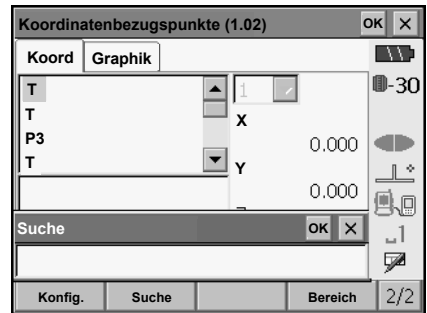 Koordinatenbezugspunkte (1.02) OK
Koord Graphik
T
T
P3
T
1
X
0.000
Y
0.000
-30
Suche OK
1
Konfig. Suche Bereich 2/2